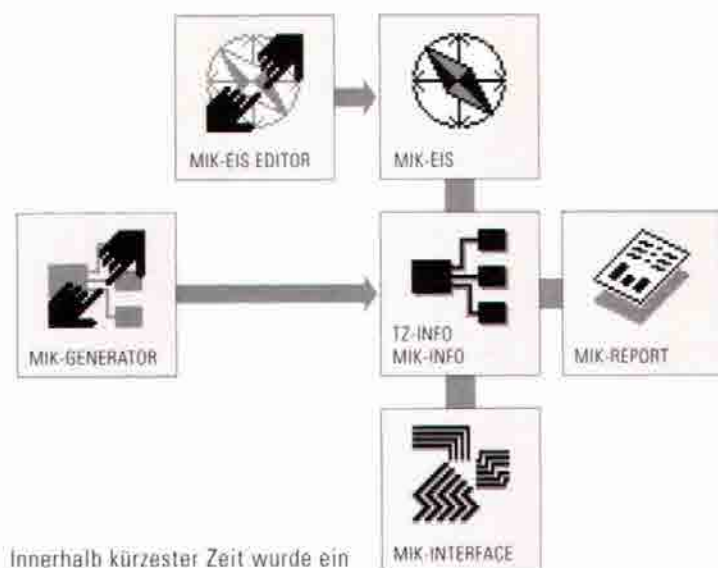 MIK-EIS EDITOR
MIK-EIS
MIK-GENERATOR
TZ-INFO
MIK-INFO
MIK-REPORT
MIK-INTERFACE
Innerhalb kürzester Zeit wurde ein